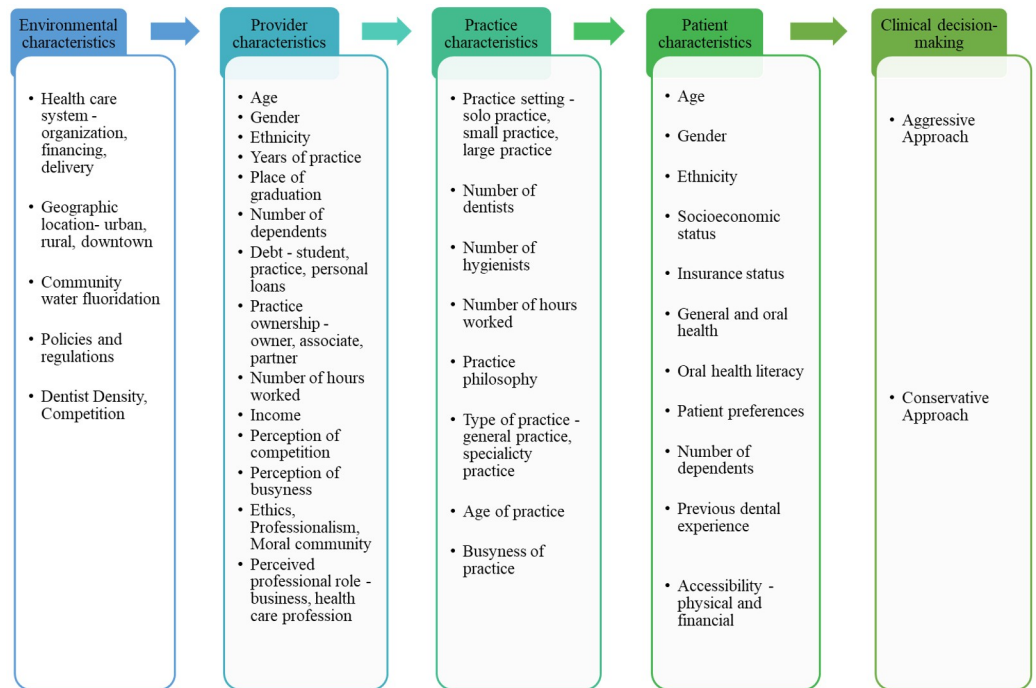 Environmental
characteristics
• Health care
system -
organization,
financing,
delivery
• Geographic
location- urban,
rural, downtown
• Community
water fluoridation
• Policies and
regulations
• Dentist Density,
Competition
Provider
characteristics
• Age
• Gender
• Ethnicity
• Years of practice
• Place of
graduation
• Number of
dependents
• Debt - student,
practice, personal
loans
• Practice
ownership -
owner, associate,
partner
• Number of hours
worked
• Income
• Perception of
competition
• Perception of
busyness
• Ethics,
Professionalism,
Moral community
• Perceived
professional role -
business, health
care profession
Practice
characteristics
• Practice setting -
solo practice,
small practice,
large practice
• Number of
dentists
• Number of
hygienists
• Number of hours
worked
• Practice
philosophy
• Type of practice -
general practice,
specialicty
practice
• Age of practice
• Busyness of
practice
Patient
characteristics
• Age
• Gender
• Ethnicity
• Socioeconomic
status
• Insurance status
• General and oral
health
• Oral health literacy
• Patient preferences
• Number of
dependents
• Previous dental
experience
• Accessibility -
physical and
financial
Clinical decision-
making
• Aggressive
Approach
• Conservative
Approach